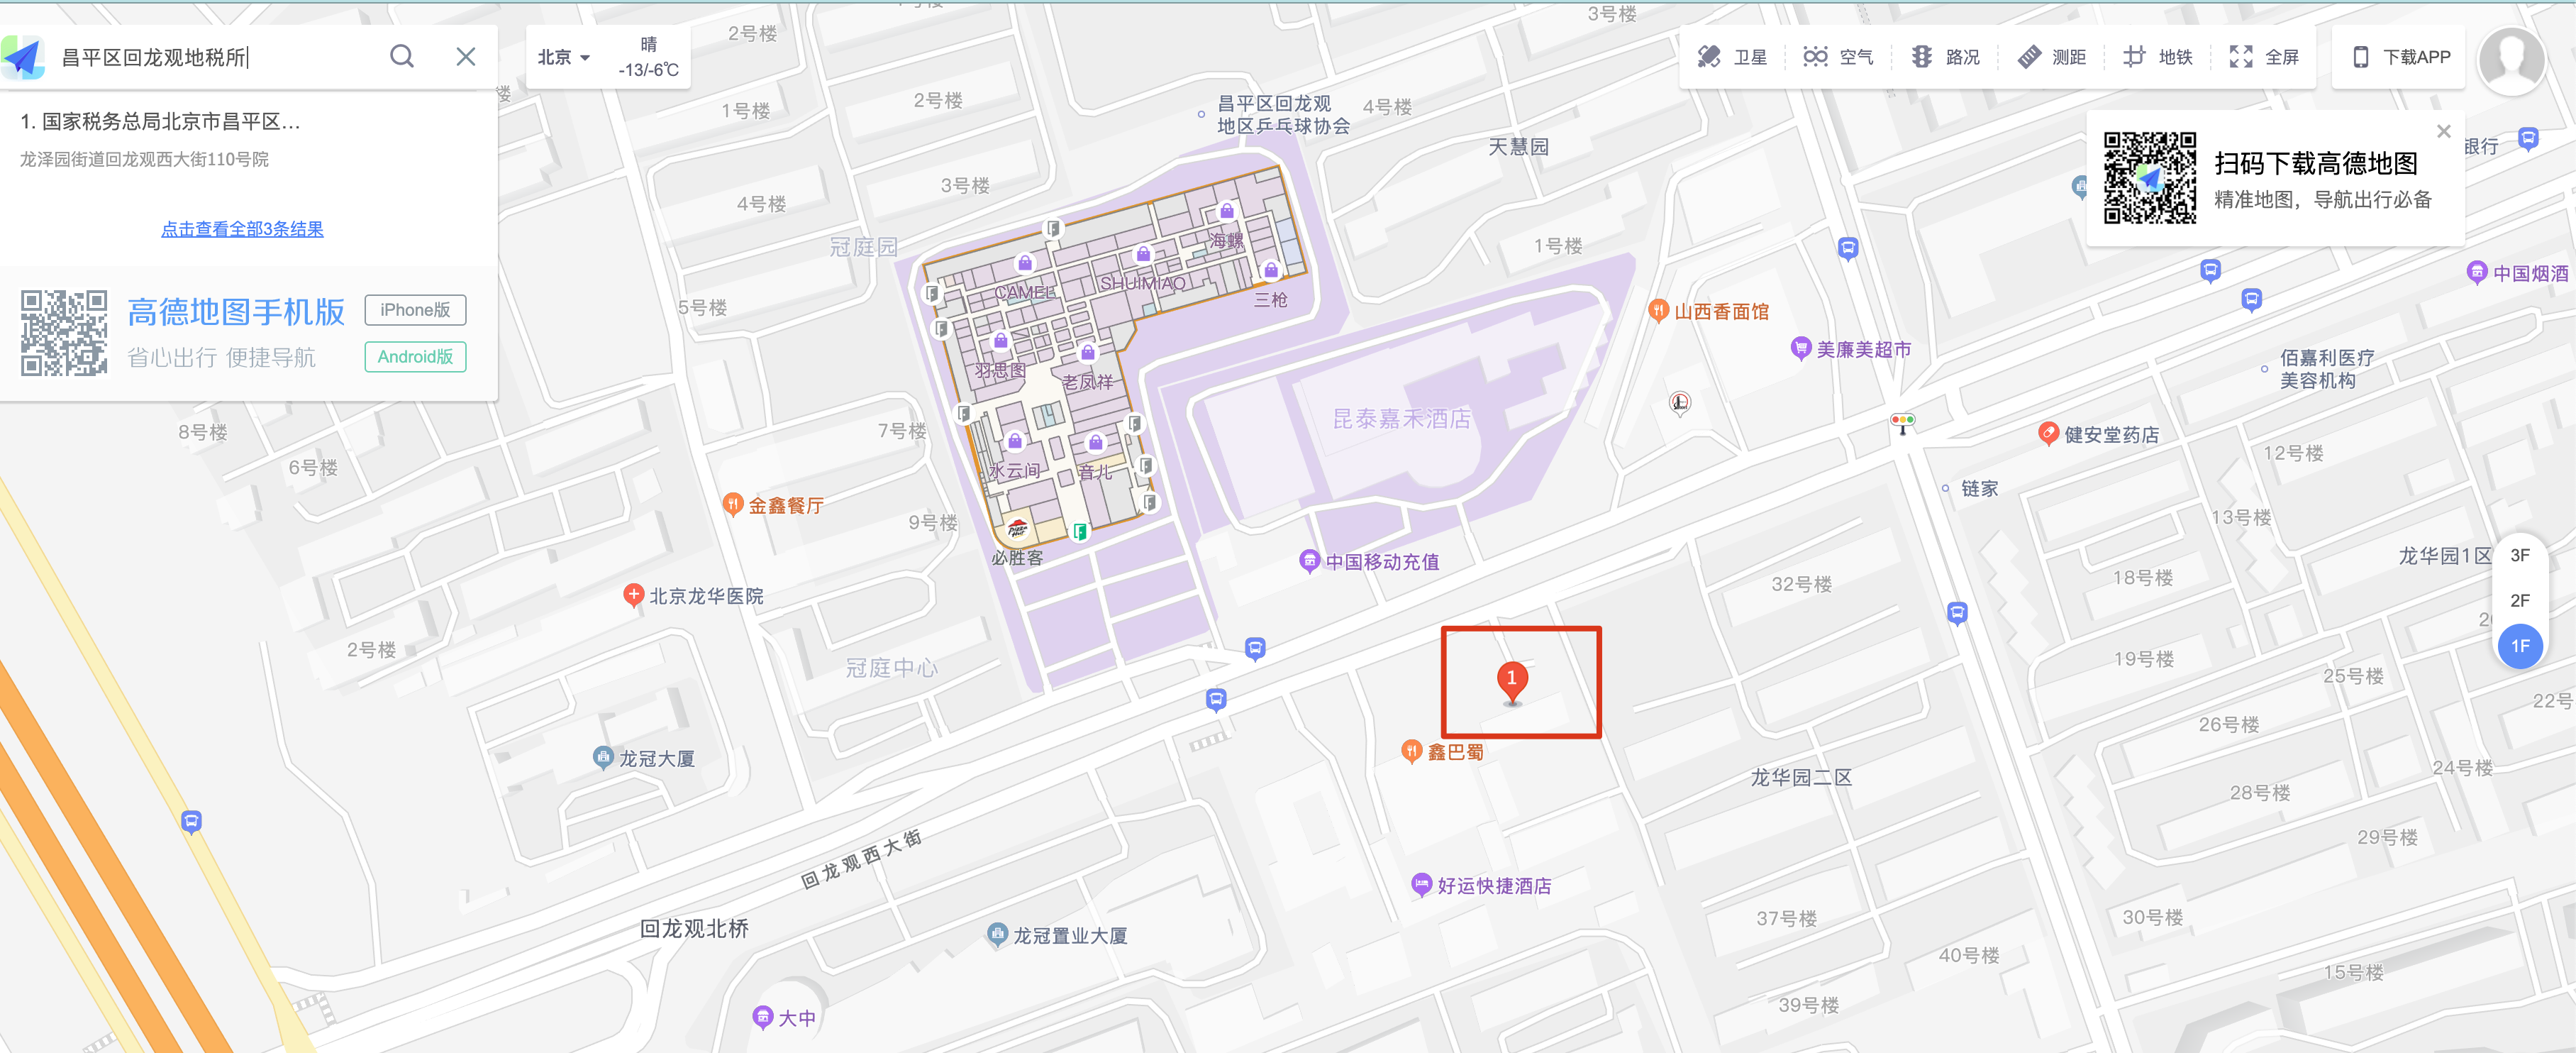 昌平区回龙观地税所
北京
晴
-13/-6℃
卫星
空气
路况
测距
地铁
全屏
下载APP
1. 国家税务总局北京市昌平区...
龙泽园街道回龙观西大街110号院
点击查看全部3条结果
高德地图手机版
省心出行 便捷导航
iPhone版
Android版
扫码下载高德地图
精准地图，导航出行必备
银行
2号楼
3号楼
1号楼
2号楼
3号楼
4号楼
楼
5号楼
冠庭园
昌平区回龙观
地区乒乓球协会
4号楼
天慧园
1号楼
海螺
SHUIMIAO
CAMEL
三枪
羽思图
老凤祥
水云间
音儿
必胜客
昆泰嘉禾酒店
山西香面馆
美廉美超市
中国烟酒
佰嘉利医疗
美容机构
健安堂药店
链家
12号楼
13号楼
18号楼
龙华园1区
3F
2F
1F
8号楼
6号楼
7号楼
9号楼
金鑫餐厅
北京龙华医院
2号楼
冠庭中心
龙冠大厦
中国移动充值
32号楼
1
鑫巴蜀
龙华园二区
19号楼
25号楼
22号
26号楼
24号楼
28号楼
29号楼
回龙观西大街
好运快捷酒店
回龙观北桥
龙冠置业大厦
37号楼
40号楼
39号楼
30号楼
15号楼
大中